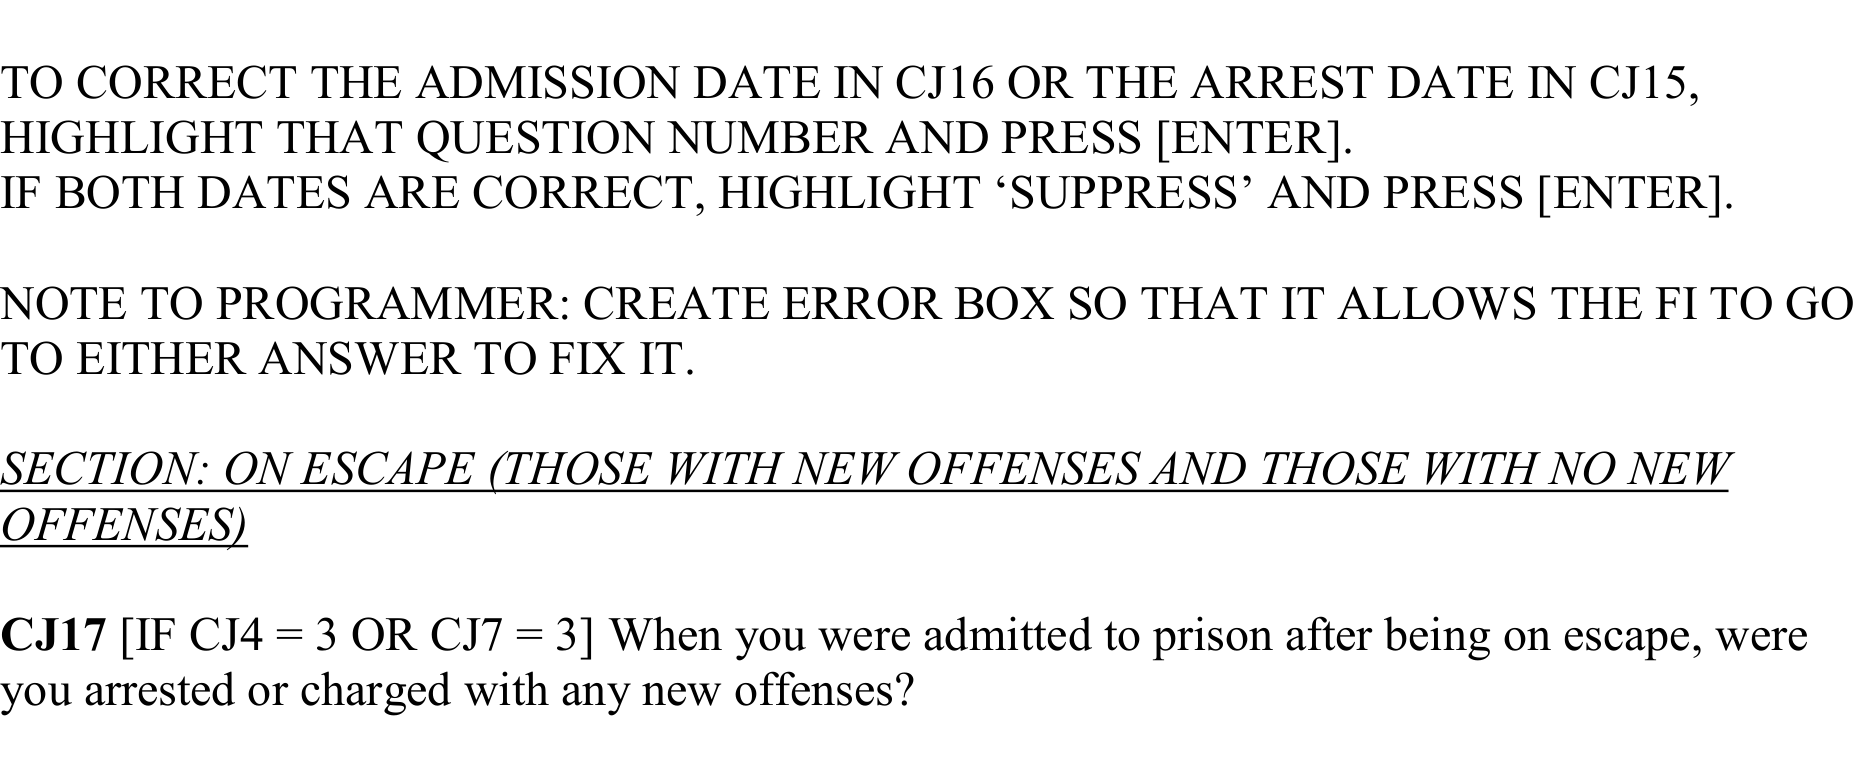 TO CORRECT THE ADMISSION DATE IN CJ16 OR THE ARREST DATE IN CJ15,
HIGHLIGHT THAT QUESTION NUMBER AND PRESS [ENTER].
IF BOTH DATES ARE CORRECT, HIGHLIGHT ‘SUPPRESS’ AND PRESS [ENTER].
NOTE TO PROGRAMMER: CREATE ERROR BOX SO THAT IT ALLOWS THE FI TO GO
TO EITHER ANSWER TO FIX IT.
SECTION: ON ESCAPE (THOSE WITH NEW OFFENSES AND THOSE WITH NO NEW
OFFENSES)
CJ17 [IF CJ4 = 3 OR CJ7 = 3] When you were admitted to prison after being on escape, were
you arrested or charged with any new offenses?